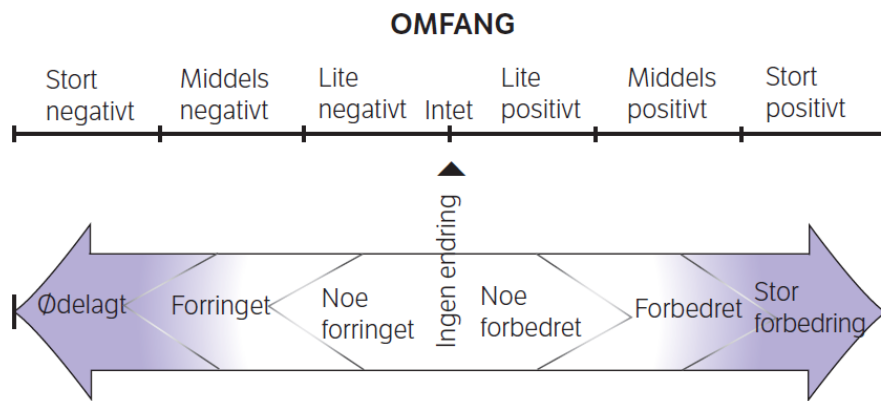 OMFANG
Stort
negativt
Middels
negativt
Lite
negativt
Intet
Lite
positivt
Middels
positivt
Stort
positivt
Ødelagt
Forringet
Noe
forringet
Ingen endring
Noe
forbedret
Forbedret
Stor
forbedring